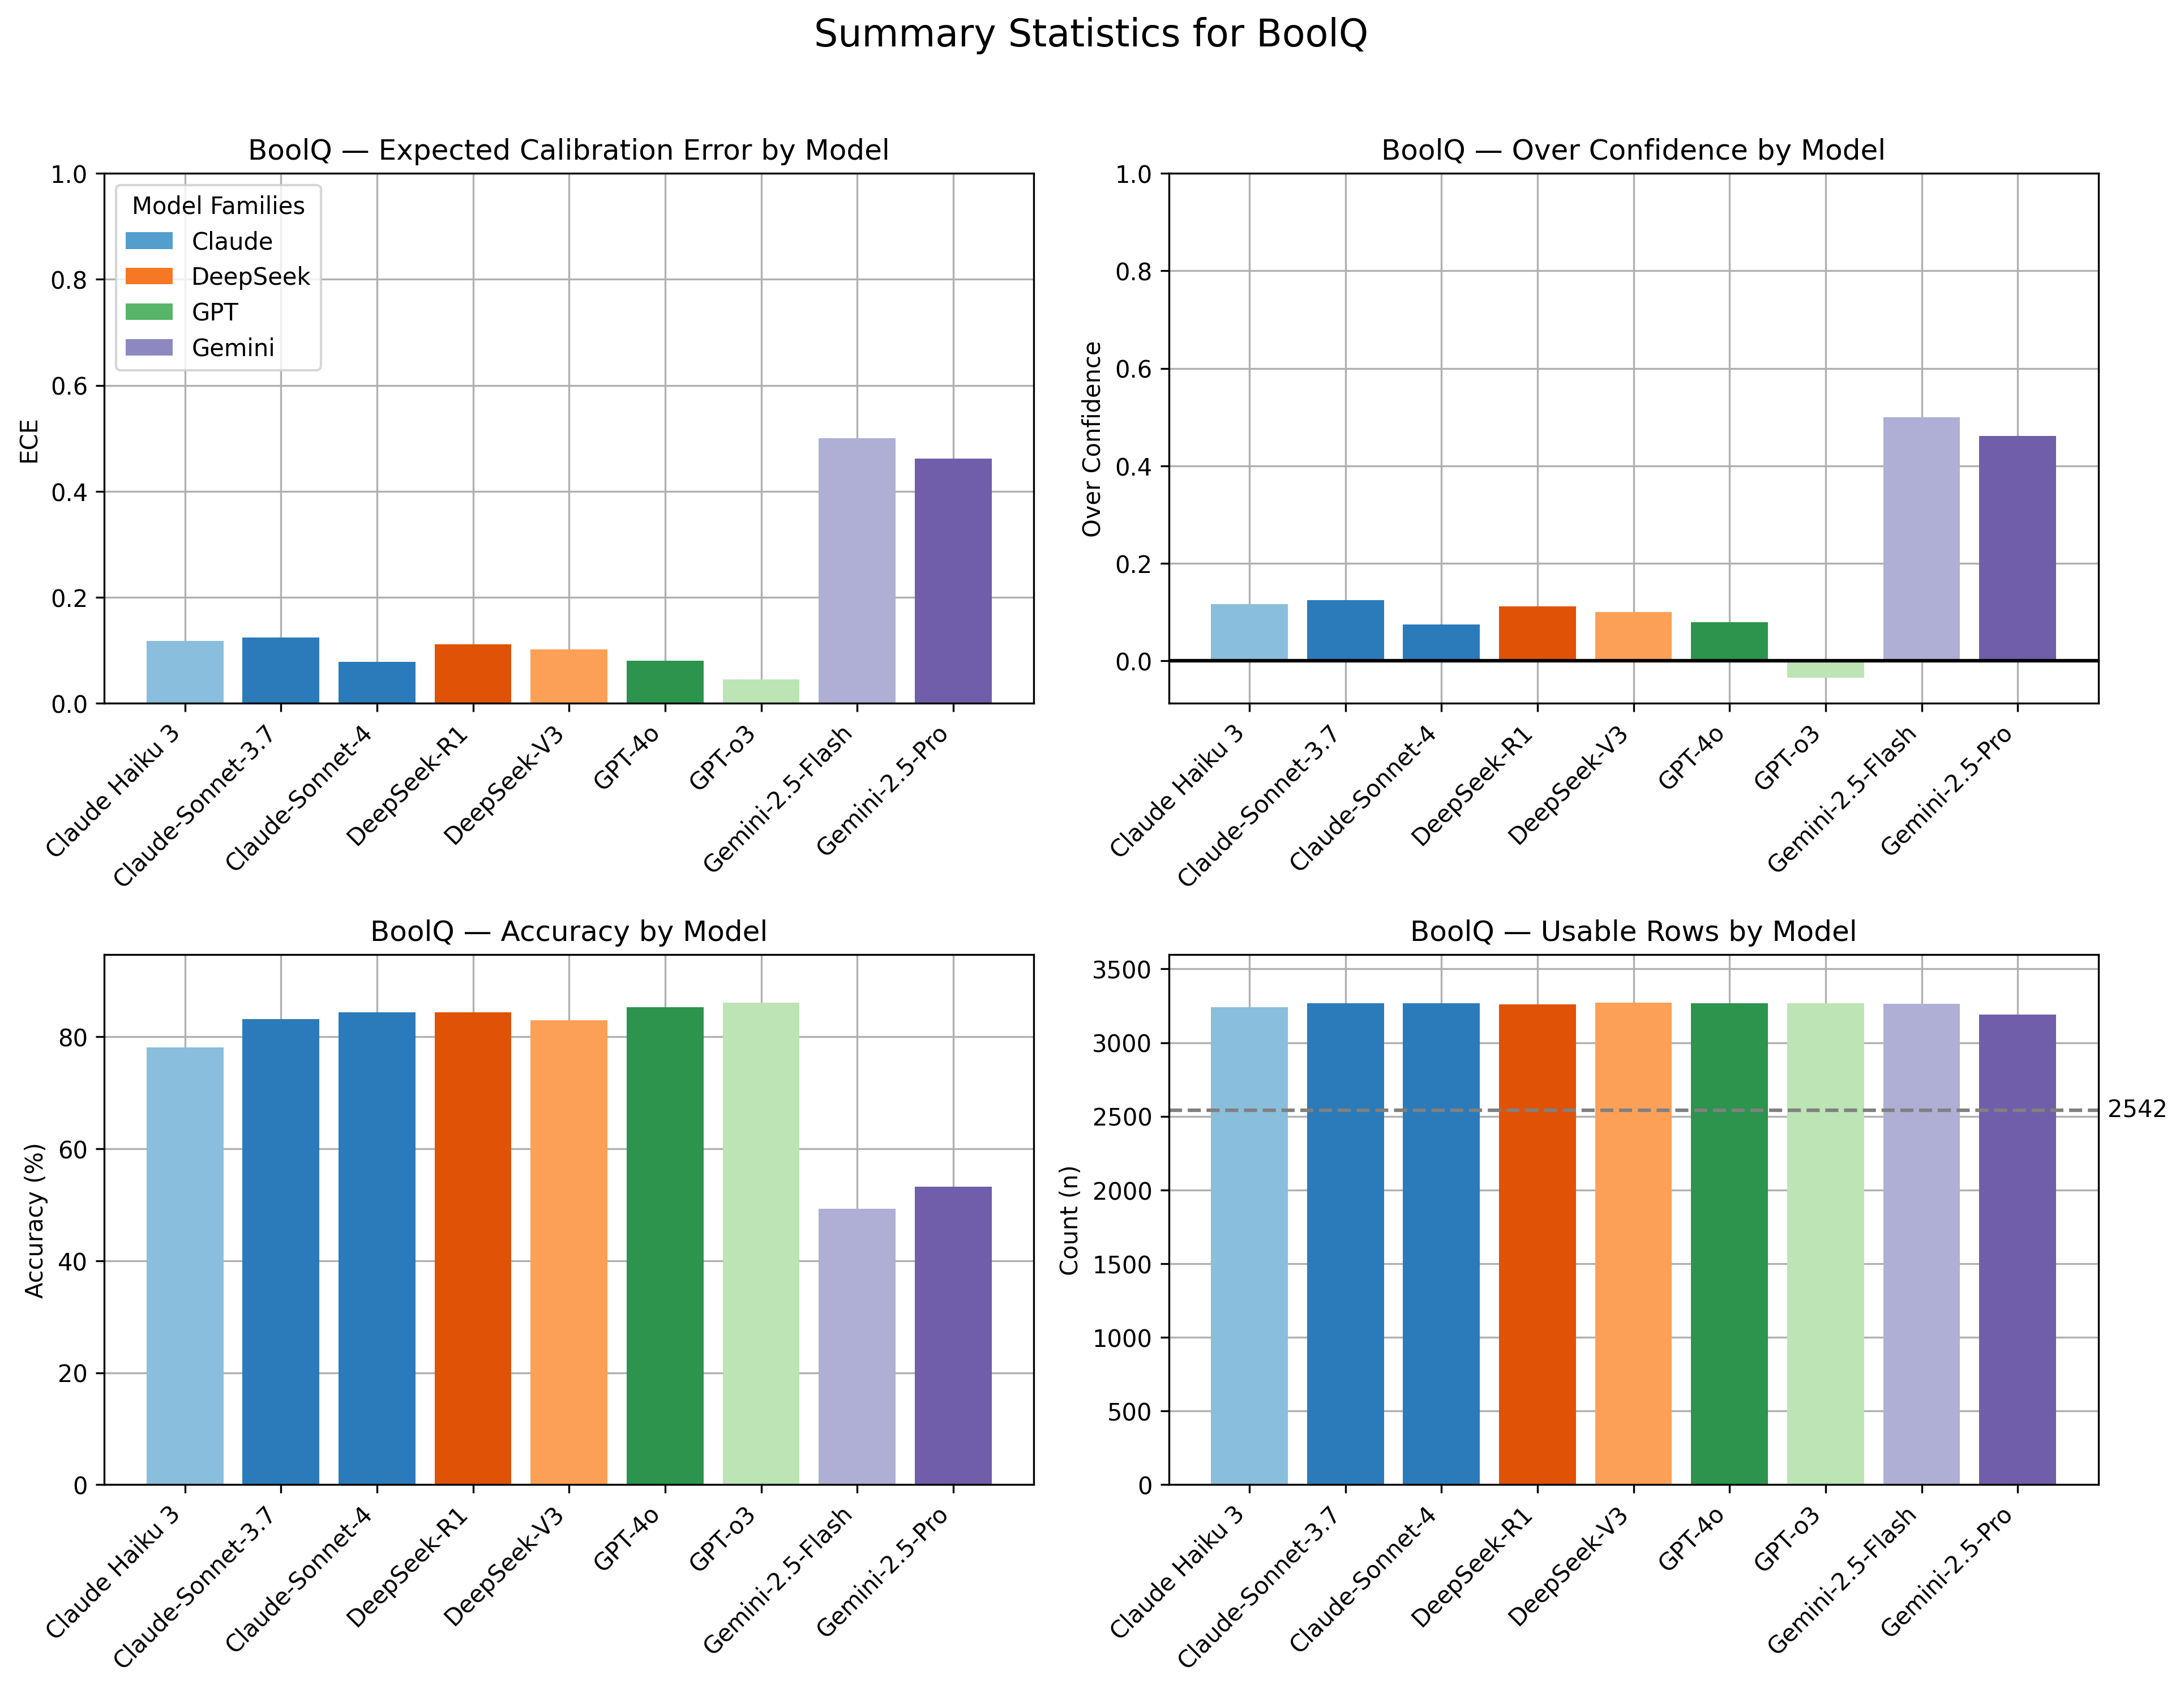 Summary Statistics for BoolQ
BoolQ — Expected Calibration Error by Model
1.0
0.8
0.6
0.4
0.2
0.0
ECE
Model Families
Claude
DeepSeek
GPT
Gemini
Claude Haiku 3
Claude-Sonnet-3.7
Claude-Sonnet-4
DeepSeek-R1
DeepSeek-V3
GPT-4o
GPT-o3
Gemini-2.5-Flash
Gemini-2.5-Pro
BoolQ — Over Confidence by Model
1.0
0.8
0.6
0.4
0.2
0.0
Over Confidence
Claude Haiku 3
Claude-Sonnet-3.7
Claude-Sonnet-4
DeepSeek-R1
DeepSeek-V3
GPT-4o
GPT-o3
Gemini-2.5-Flash
Gemini-2.5-Pro
BoolQ — Accuracy by Model
80
60
40
20
0
Accuracy (%)
Claude Haiku 3
Claude-Sonnet-3.7
Claude-Sonnet-4
DeepSeek-R1
DeepSeek-V3
GPT-4o
GPT-o3
Gemini-2.5-Flash
Gemini-2.5-Pro
BoolQ — Usable Rows by Model
3500
3000
2500
2000
1500
1000
500
0
Count (n)
2542
Claude Haiku 3
Claude-Sonnet-3.7
Claude-Sonnet-4
DeepSeek-R1
DeepSeek-V3
GPT-4o
GPT-o3
Gemini-2.5-Flash
Gemini-2.5-Pro